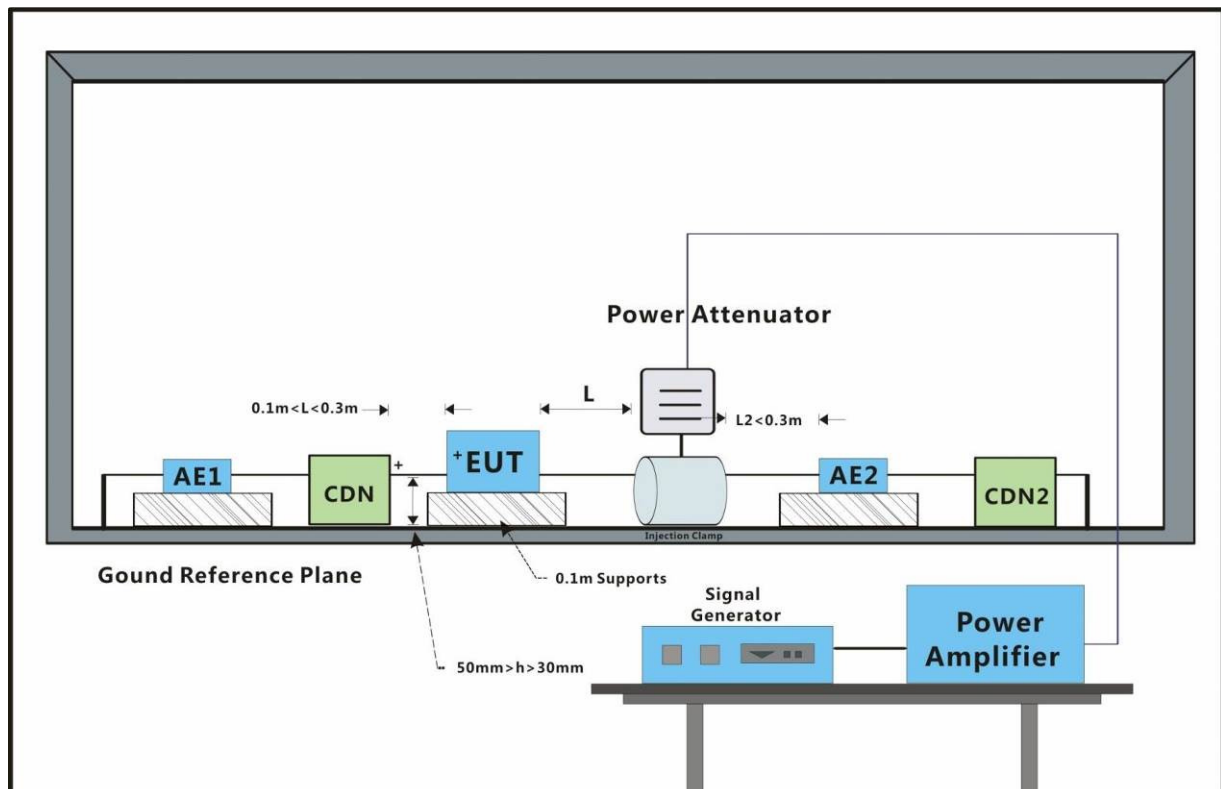 Power Attenuator
0.1m<L<0.3m
L
L2<0.3m
+
+EUT
AE1
CDN
AE2
CDN2
Injection Clamp
Gound Reference Plane
0.1m Supports
Signal
Generator
Power
Amplifier
50mm>h>30mm